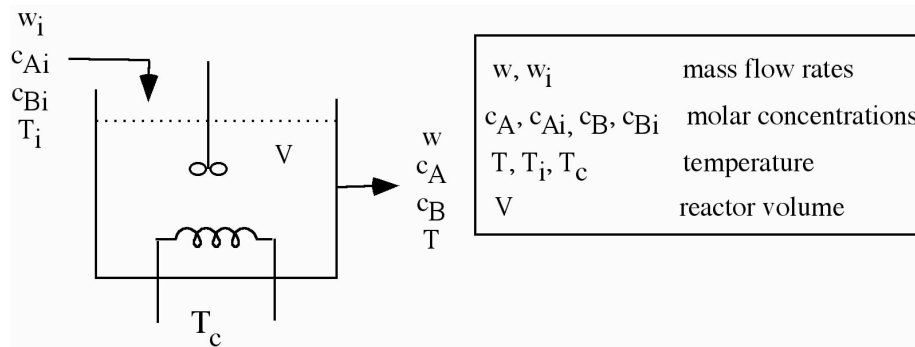 w_i
c_Ai
c_Bi
T_i
V
w
c_A
c_B
T
T_c
w, w_i mass flow rates
c_A, c_Ai, c_B, c_Bi molar concentrations
T, T_i, T_c temperature
V reactor volume